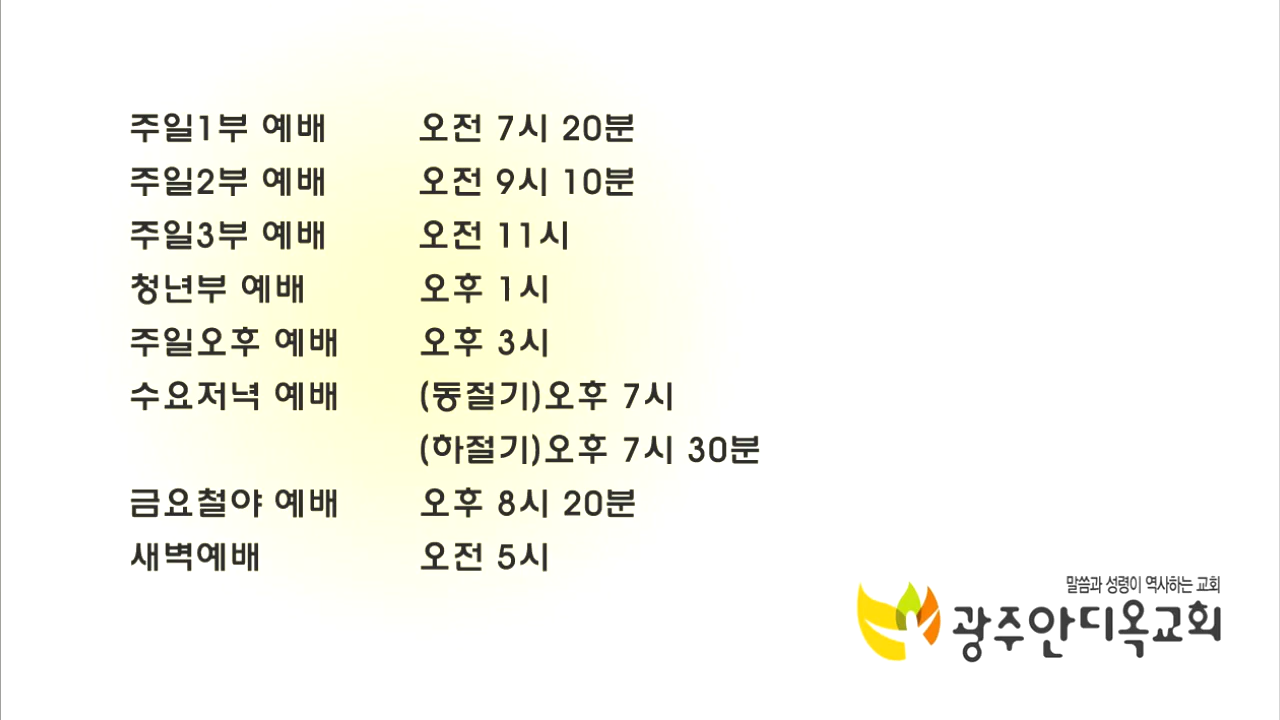 주일1부 예배 오전 7시 20분
주일2부 예배 오전 9시 10분
주일3부 예배 오전 11시
청년부 예배 오후 1시
주일오후 예배 오후 3시
수요저녁 예배 (동절기)오후 7시
(하절기)오후 7시 30분
금요철야 예배 오후 8시 20분
새벽예배 오전 5시
말씀과 성령이 역사하는 교회
광주안디옥교회